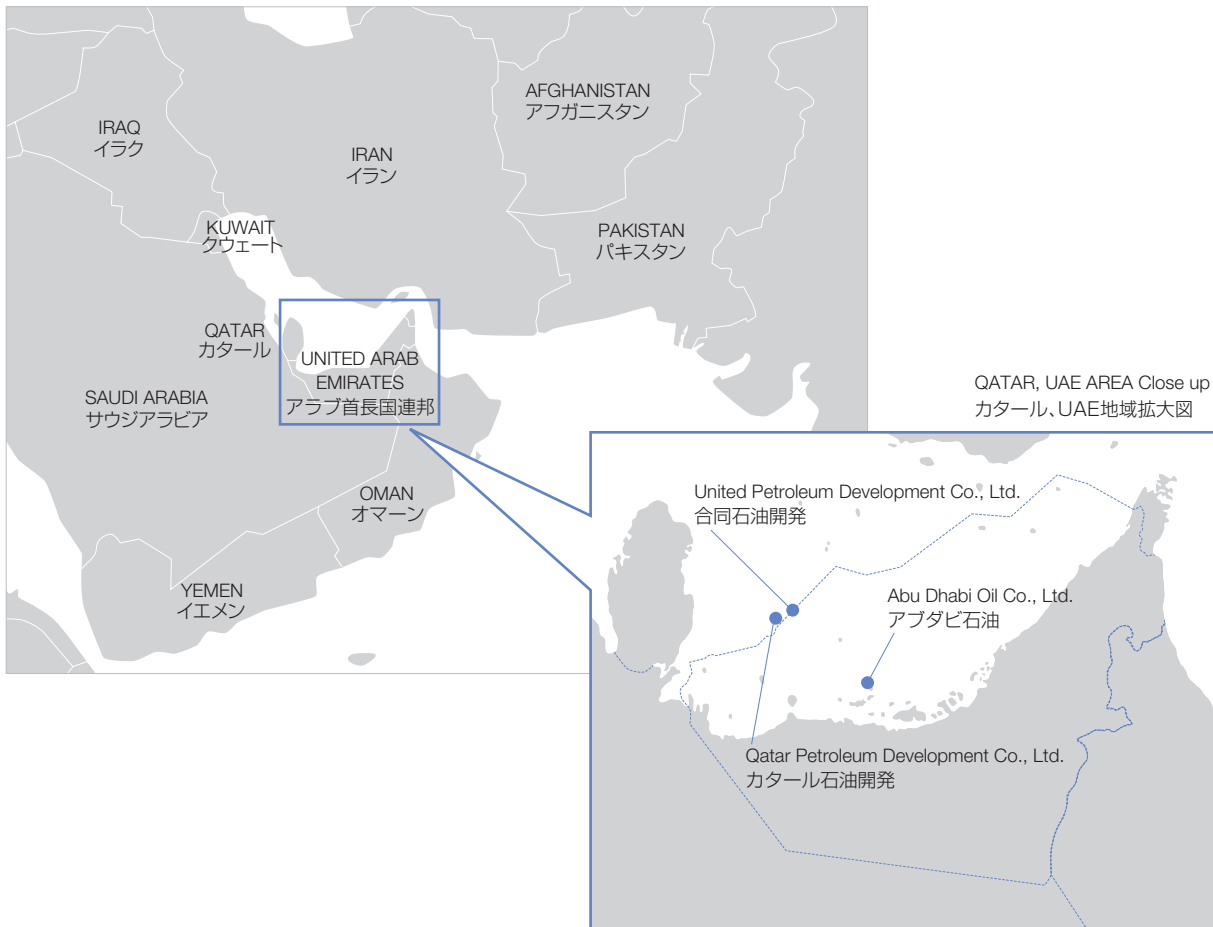 AFGHANISTAN
アフガニスタン
IRAQ
イラク
IRAN
イラン
KUWAIT
クウェート
PAKISTAN
パキスタン
QATAR
カタール
UNITED ARAB
EMIRATES
アラブ首長国連邦
SAUDI ARABIA
サウジアラビア
OMAN
オマーン
YEMEN
イエメン
QATAR, UAE AREA Close up
カタール、UAE地域拡大図
United Petroleum Development Co., Ltd.
合同石油開発
Abu Dhabi Oil Co., Ltd.
アブダビ石油
Qatar Petroleum Development Co., Ltd.
カタール石油開発